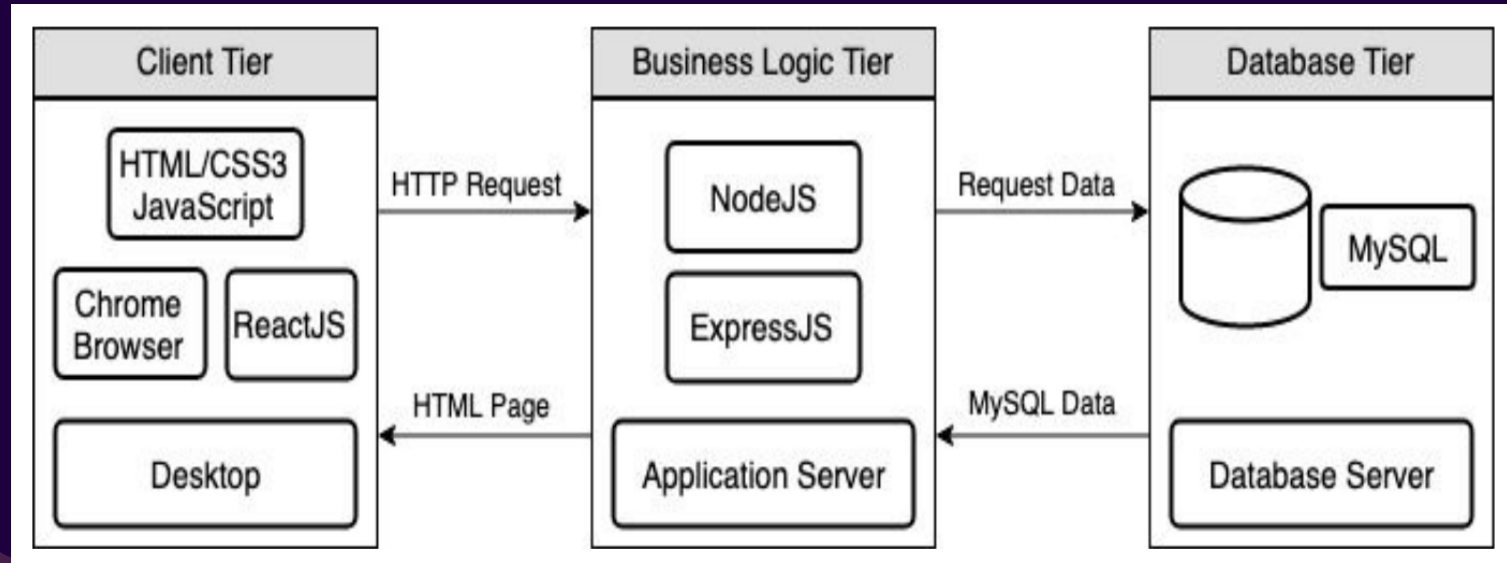 Client Tier
HTML/CSS3
JavaScript
Chrome
Browser
ReactJS
Desktop
HTTP Request
HTML Page
Business Logic Tier
NodeJS
ExpressJS
Application Server
Request Data
MySQL Data
Database Tier
MySQL
Database Server